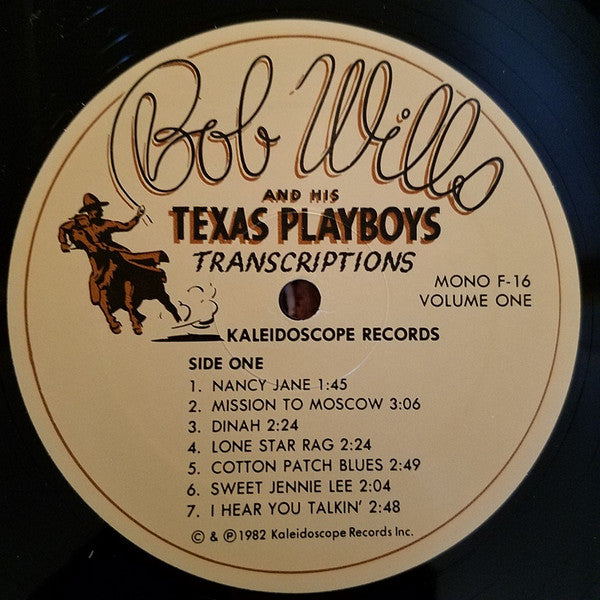 Bob Wills
AND HIS
TEXAS PLAYBOYS
TRANSCRIPTIONS
MONO F-16
VOLUME ONE
KALEIDOSCOPE RECORDS
SIDE ONE
1. NANCY JANE 1:45
2. MISSION TO MOSCOW 3:06
3. DINAH 2:24
4. LONE STAR RAG 2:24
5. COTTON PATCH BLUES 2:49
6. SWEET JENNIE LEE 2:04
7. I HEAR YOU TALKIN' 2:48
© & ℗ 1982 Kaleidoscope Records Inc.